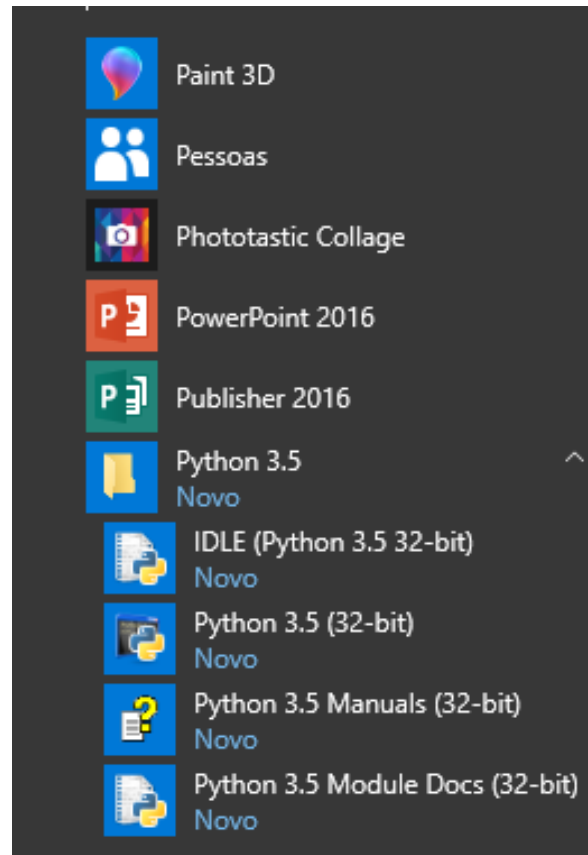 Paint 3D
Pessoas
Phototastic Collage
PowerPoint 2016
Publisher 2016
Python 3.5
Novo
IDLE (Python 3.5 32-bit)
Novo
Python 3.5 (32-bit)
Novo
Python 3.5 Manuals (32-bit)
Novo
Python 3.5 Module Docs (32-bit)
Novo